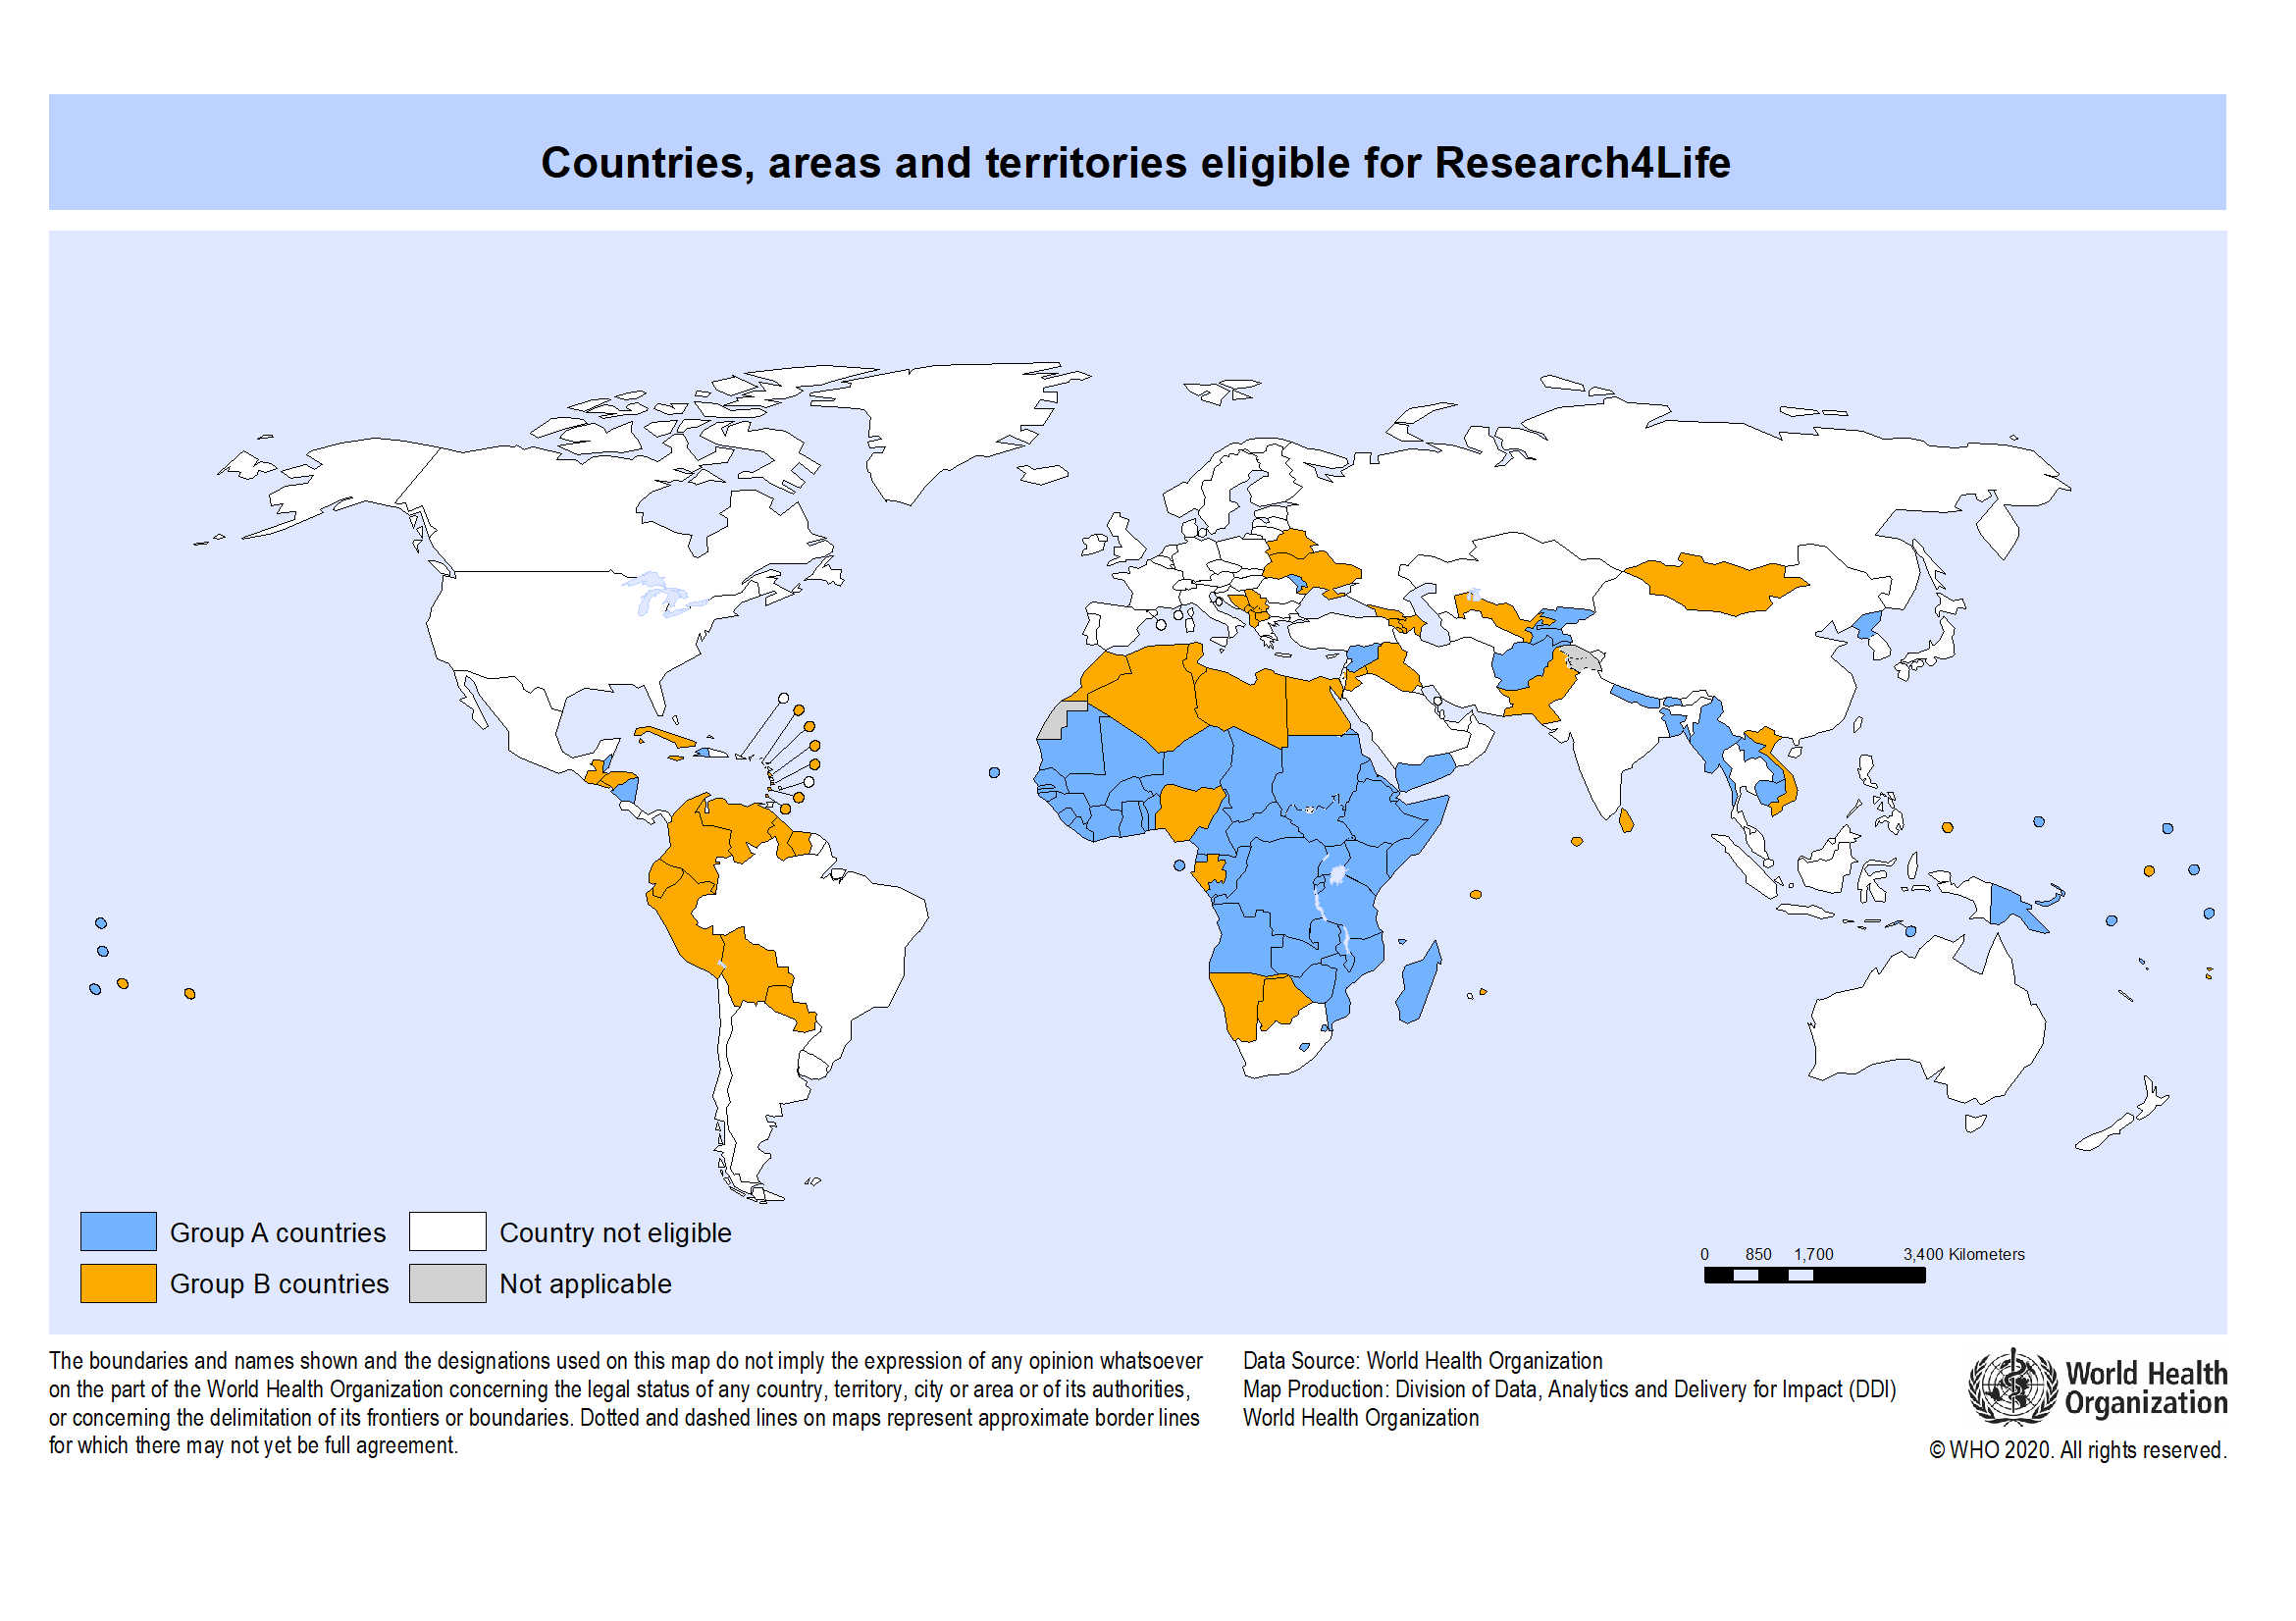 Countries, areas and territories eligible for Research4Life
Group A countries
Country not eligible
Group B countries
Not applicable
0 850 1,700 3,400 Kilometers
The boundaries and names shown and the designations used on this map do not imply the expression of any opinion whatsoever
on the part of the World Health Organization concerning the legal status of any country, territory, city or area or of its authorities,
or concerning the delimitation of its frontiers or boundaries. Dotted and dashed lines on maps represent approximate border lines
for which there may not yet be full agreement.
Data Source: World Health Organization
Map Production: Division of Data, Analytics and Delivery for Impact (DDI)
World Health Organization
World Health
Organization
© WHO 2020. All rights reserved.